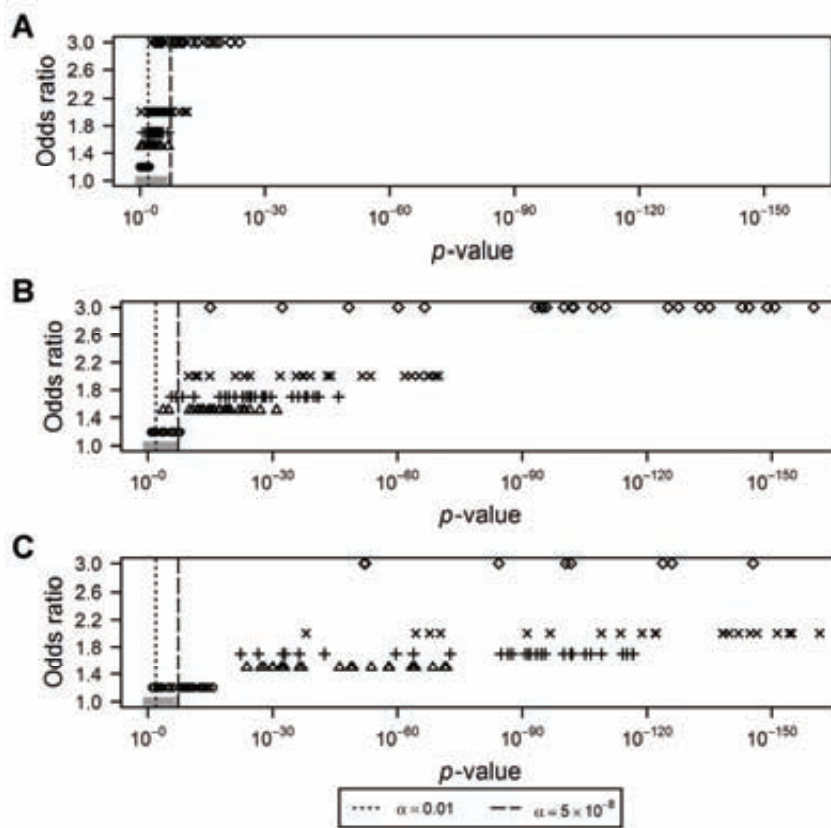 A
Odds ratio
3.0
2.6
2.2
1.8
1.4
1.0
10⁻⁰ 10⁻³⁰ 10⁻⁶⁰ 10⁻⁹⁰ 10⁻¹²⁰ 10⁻¹⁵⁰
p-value
B
Odds ratio
3.0
2.6
2.2
1.8
1.4
1.0
10⁻⁰ 10⁻³⁰ 10⁻⁶⁰ 10⁻⁹⁰ 10⁻¹²⁰ 10⁻¹⁵⁰
p-value
C
Odds ratio
3.0
2.6
2.2
1.8
1.4
1.0
10⁻⁰ 10⁻³⁰ 10⁻⁶⁰ 10⁻⁹⁰ 10⁻¹²⁰ 10⁻¹⁵⁰
p-value
α = 0.01 α = 5 × 10⁻⁸